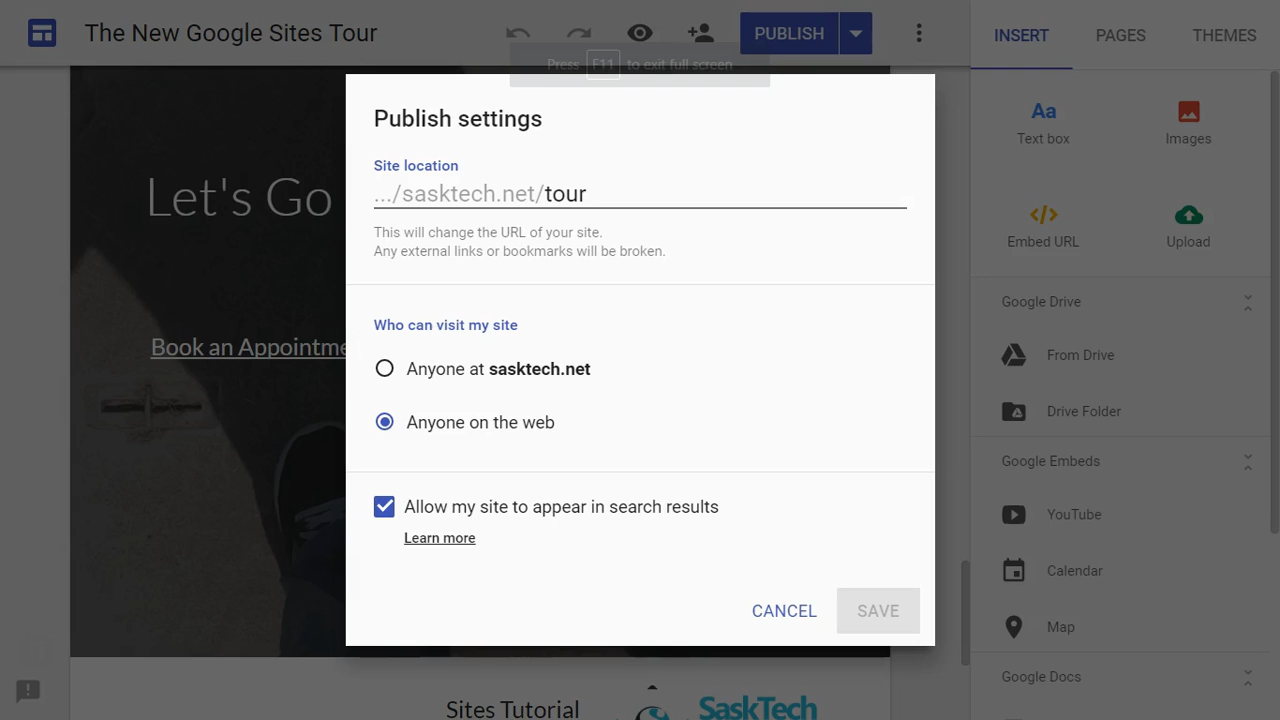 The New Google Sites Tour
PUBLISH
INSERT
PAGES
THEMES
Press F11 to exit full screen
Publish settings
Site location
.../sasktech.net/tour
This will change the URL of your site.
Any external links or bookmarks will be broken.
Who can visit my site
Anyone at sasktech.net
Anyone on the web
Allow my site to appear in search results
Learn more
CANCEL
SAVE
Let's Go
Book an Appointme
Sites Tutorial
SaskTech
Aa
Text box
Images
Embed URL
Upload
Google Drive
From Drive
Drive Folder
Google Embeds
YouTube
Calendar
Map
Google Docs